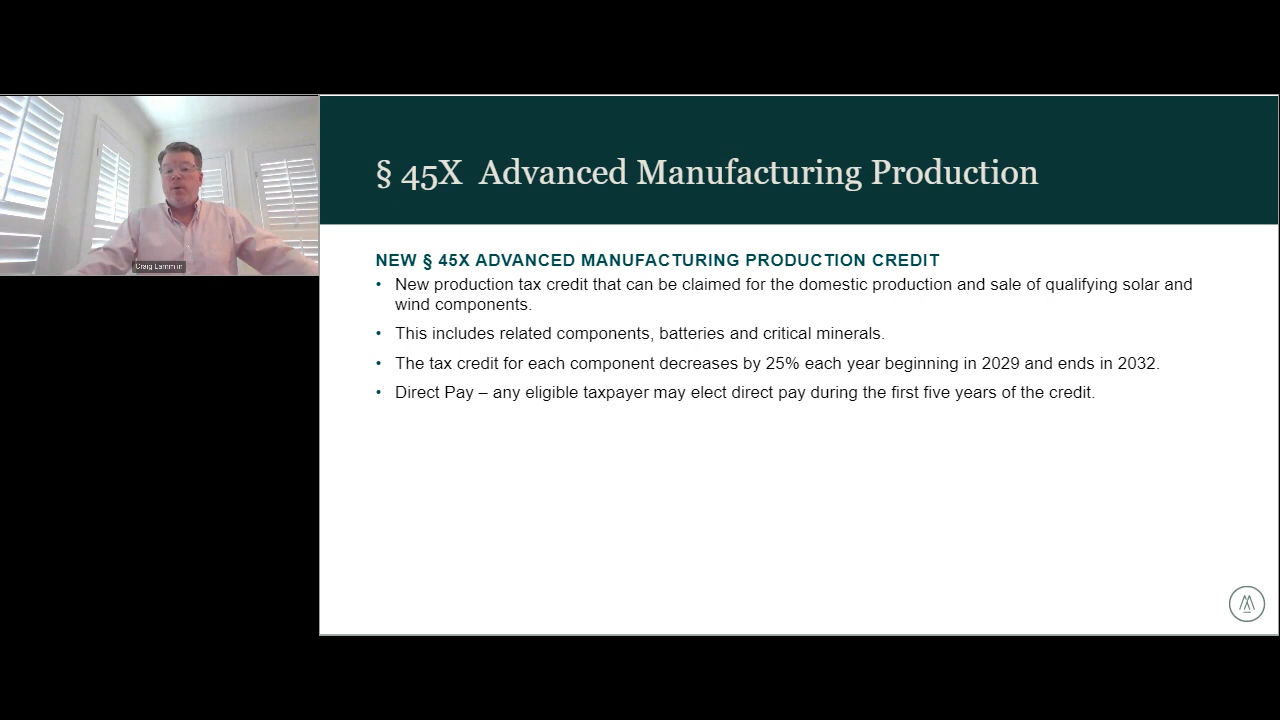 Craig Lammlin
§ 45X Advanced Manufacturing Production
NEW § 45X ADVANCED MANUFACTURING PRODUCTION CREDIT
• New production tax credit that can be claimed for the domestic production and sale of qualifying solar and
wind components.
• This includes related components, batteries and critical minerals.
• The tax credit for each component decreases by 25% each year beginning in 2029 and ends in 2032.
• Direct Pay – any eligible taxpayer may elect direct pay during the first five years of the credit.